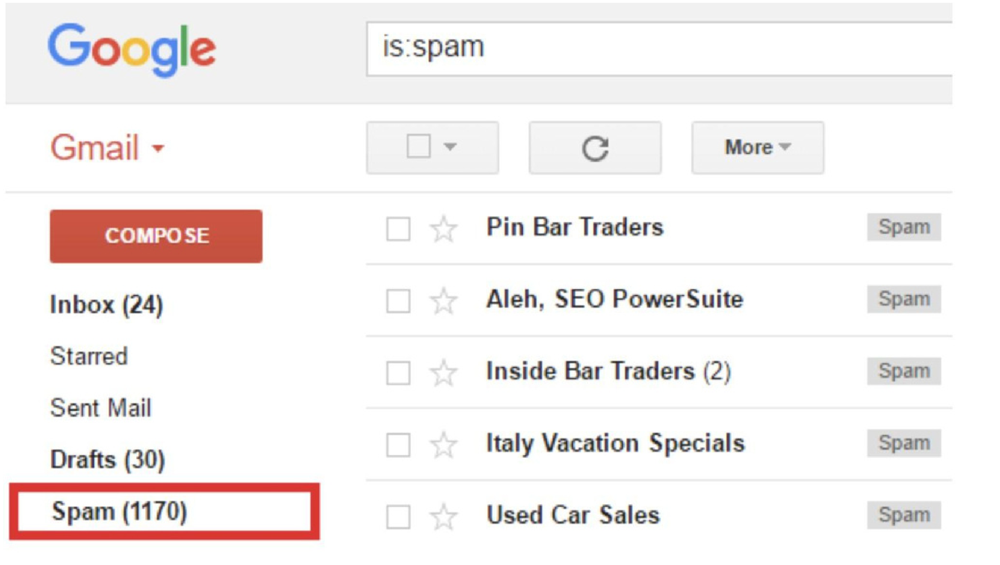 Google
is:spam
Gmail
More
COMPOSE
Inbox (24)
Starred
Sent Mail
Drafts (30)
Spam (1170)
Pin Bar Traders Spam
Aleh, SEO PowerSuite Spam
Inside Bar Traders (2) Spam
Italy Vacation Specials Spam
Used Car Sales Spam